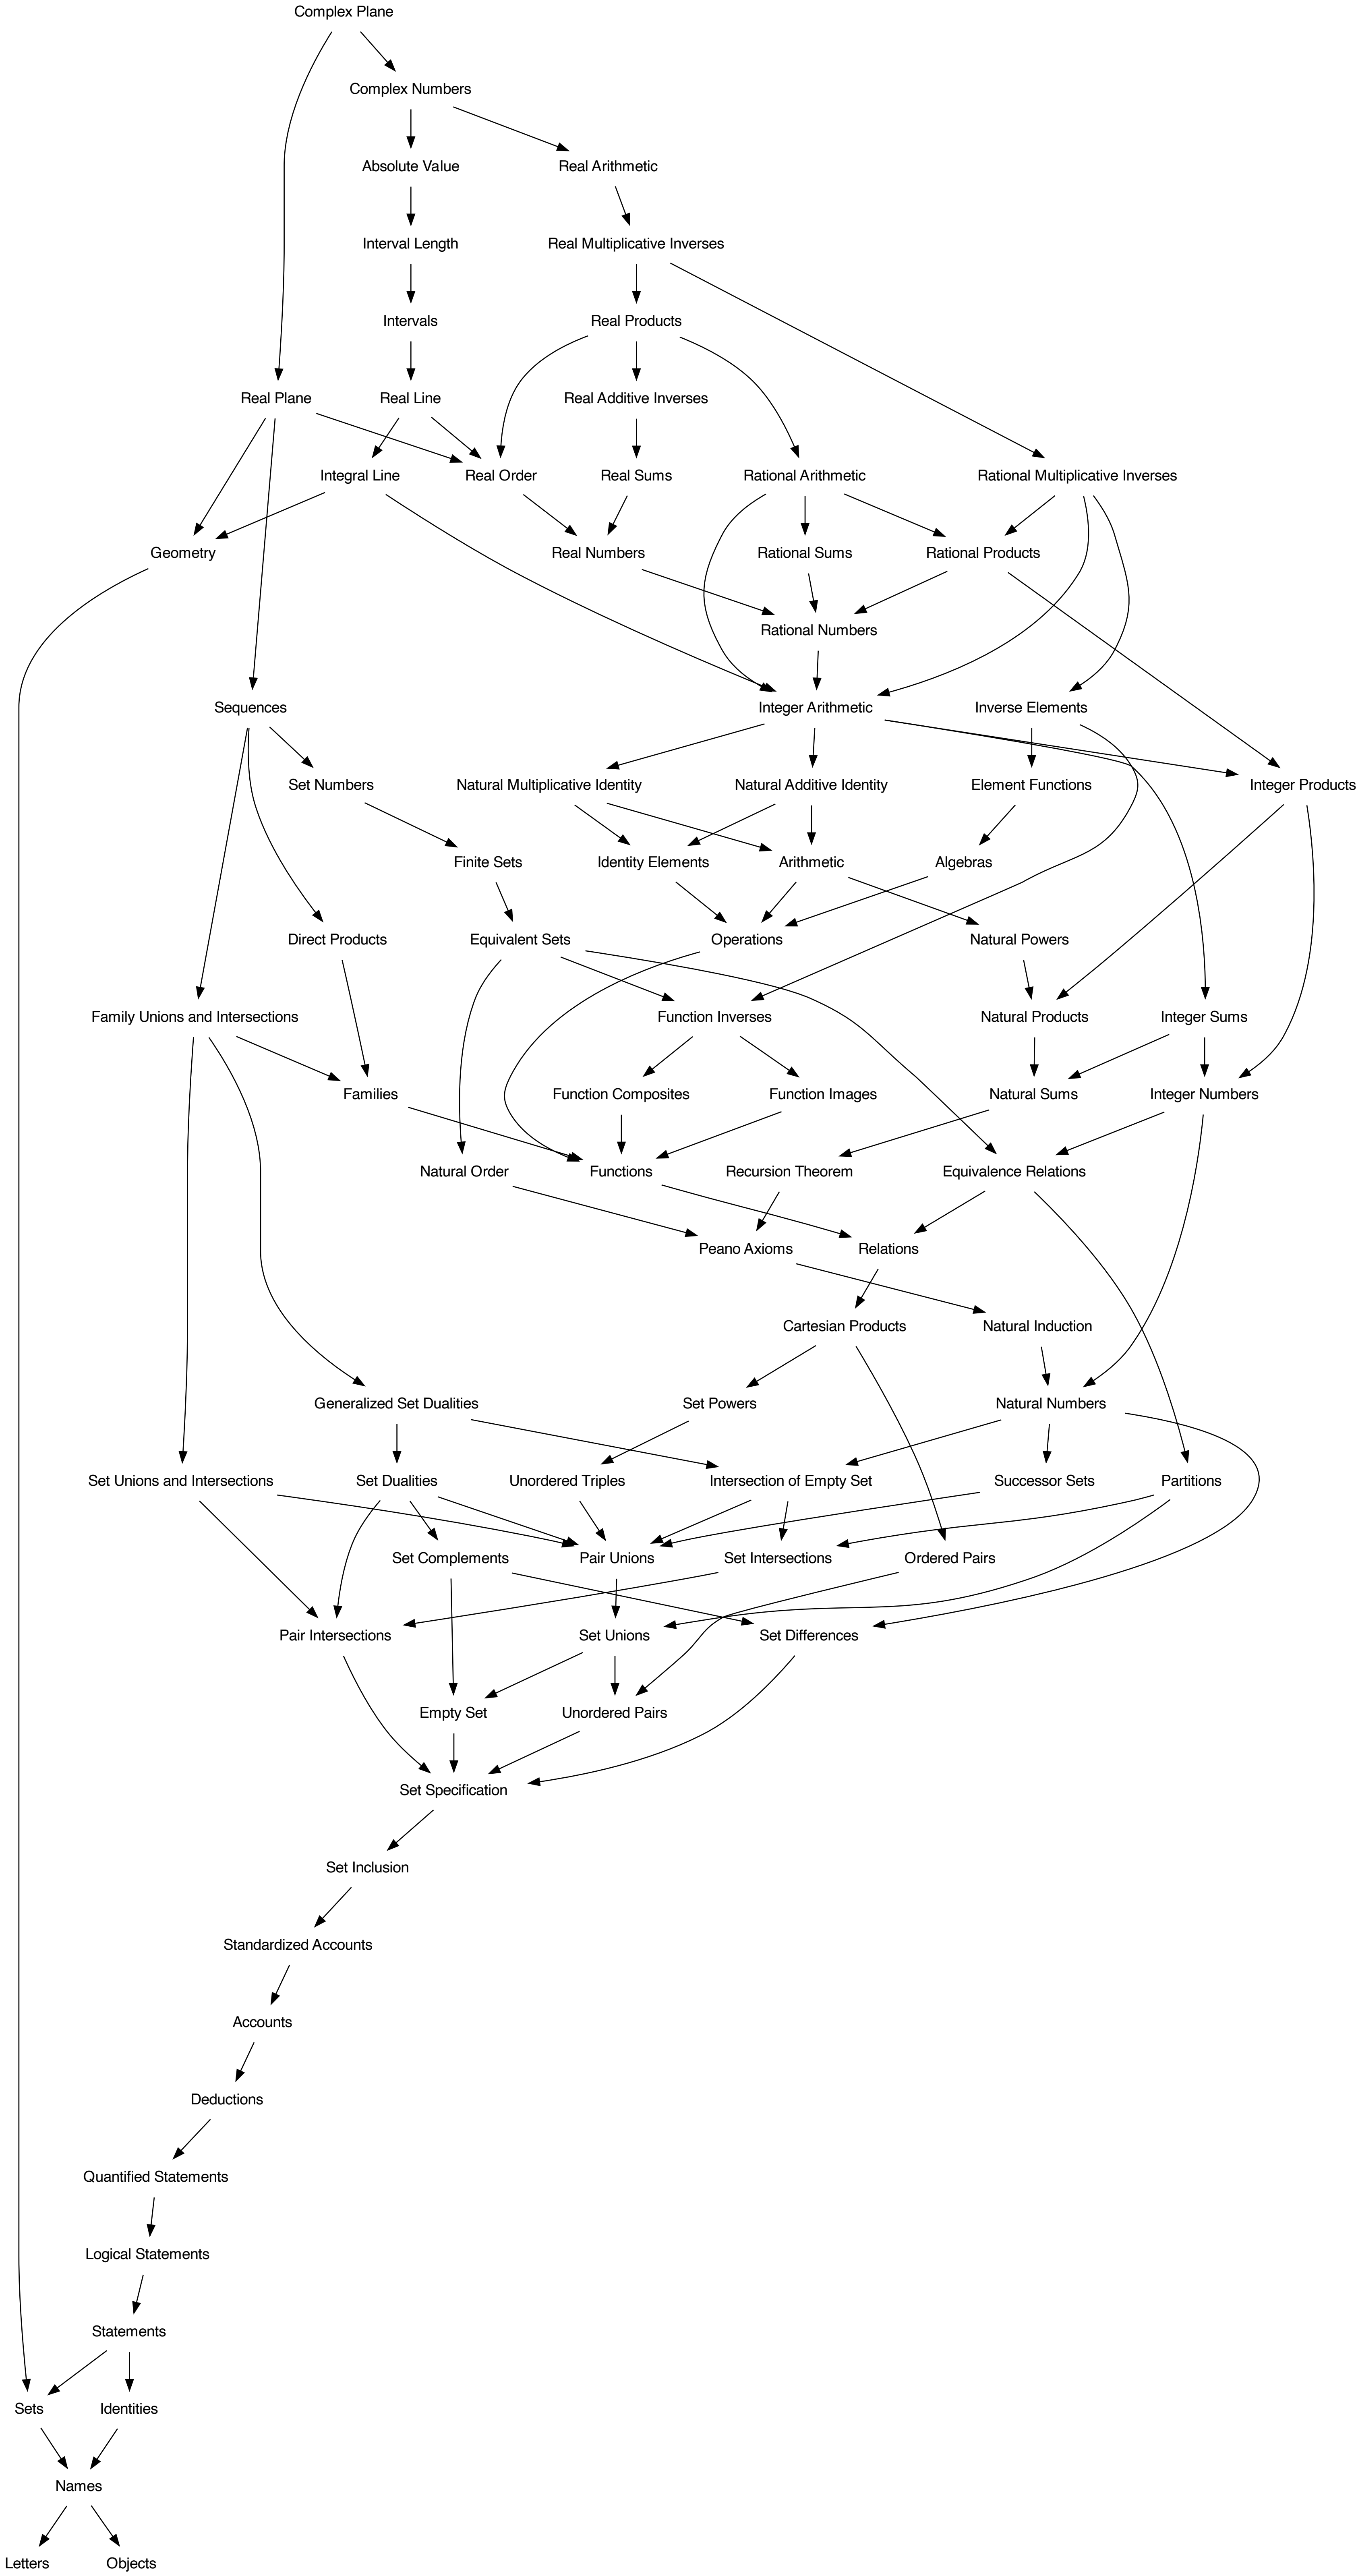 Complex Plane
Complex Numbers
Absolute Value
Real Arithmetic
Interval Length
Real Multiplicative Inverses
Intervals
Real Products
Real Plane
Real Line
Real Additive Inverses
Integral Line
Real Order
Real Sums
Rational Arithmetic
Rational Multiplicative Inverses
Geometry
Real Numbers
Rational Sums
Rational Products
Rational Numbers
Sequences
Integer Arithmetic
Inverse Elements
Set Numbers
Natural Multiplicative Identity
Natural Additive Identity
Element Functions
Integer Products
Finite Sets
Identity Elements
Arithmetic
Algebras
Direct Products
Equivalent Sets
Operations
Natural Powers
Family Unions and Intersections
Function Inverses
Natural Products
Integer Sums
Families
Function Composites
Function Images
Natural Sums
Integer Numbers
Natural Order
Functions
Recursion Theorem
Equivalence Relations
Peano Axioms
Relations
Cartesian Products
Natural Induction
Generalized Set Dualities
Set Powers
Natural Numbers
Set Unions and Intersections
Set Dualities
Unordered Triples
Intersection of Empty Set
Successor Sets
Partitions
Set Complements
Pair Unions
Set Intersections
Ordered Pairs
Pair Intersections
Set Unions
Set Differences
Empty Set
Unordered Pairs
Set Specification
Set Inclusion
Standardized Accounts
Accounts
Deductions
Quantified Statements
Logical Statements
Statements
Sets
Identities
Names
Letters
Objects